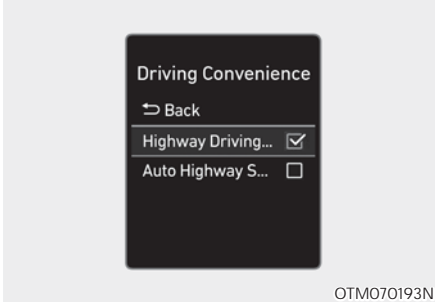 Driving Convenience
Back
Highway Driving...
Auto Highway S...
OTM070193N